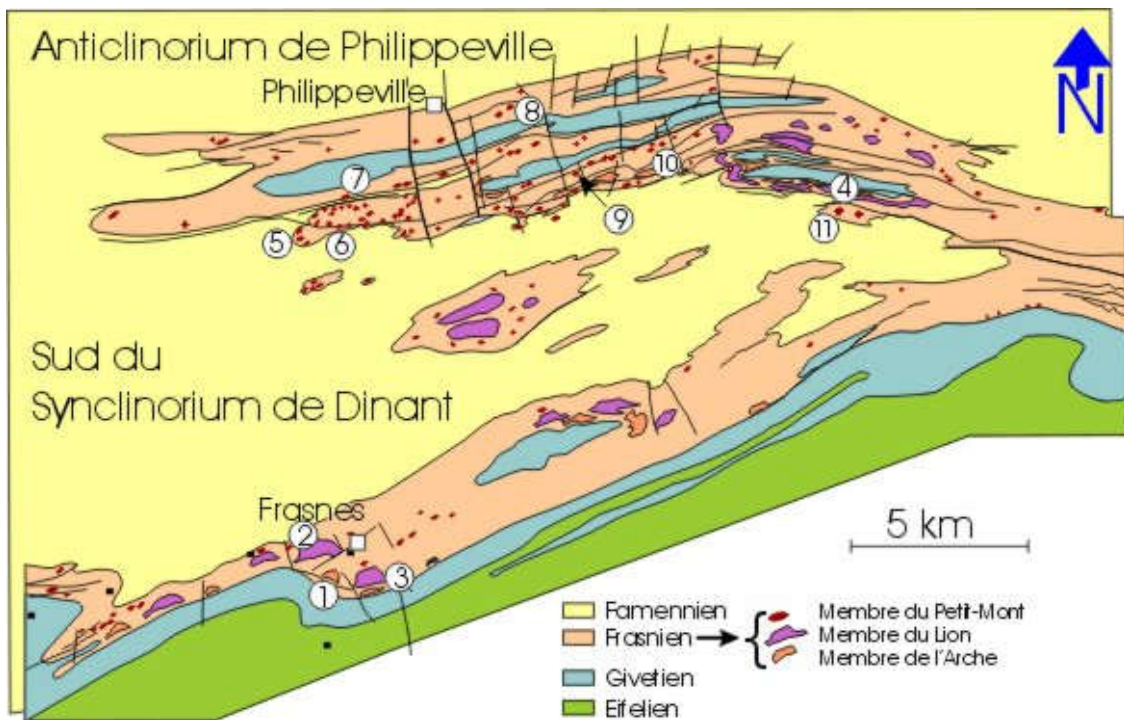 Anticlinorium de Philippeville
Philippeville
N
8
7
10
4
5
6
9
11
Sud du
Synclinorium de Dinant
Frasnes
2
1
3
5 km
Famennien
Frasnien
Givetien
Eifelien
Membre du Petit-Mont
Membre du Lion
Membre de l'Arche